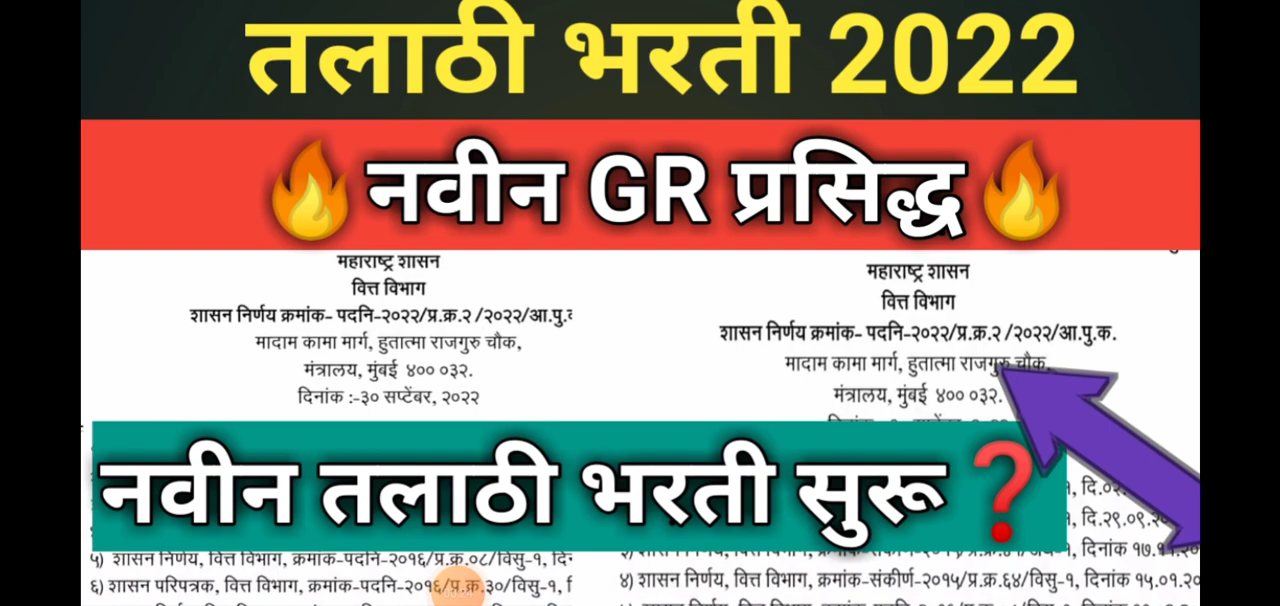 तलाठी भरती 2022
नवीन GR प्रसिद्ध
महाराष्ट्र शासन
वित्त विभाग
शासन निर्णय क्रमांक- पदनि-२०२२/प्र.क्र.२ /२०२२/आ.पु.
मादाम कामा मार्ग, हुतात्मा राजगुरु चौक,
मंत्रालय, मुंबई ४०० ०३२.
दिनांक :-३० सप्टेंबर, २०२२
महाराष्ट्र शासन
वित्त विभाग
शासन निर्णय क्रमांक- पदनि-२०२२/प्र.क्र.२ /२०२२/आ.पु.क.
मादाम कामा मार्ग, हुतात्मा राजगुरु चौक,
मंत्रालय, मुंबई ४०० ०३२.
नवीन तलाठी भरती सुरू ❓
५) शासन निर्णय, वित्त विभाग, क्रमांक-पदनि-२०१६/प्र.क्र.०८/विसु-१,
६) शासन परिपत्रक, वित्त विभाग, क्रमांक-पदनि-२०१६/प्र.क्र.३०/विसु-१,
दि.२९.०९.
दिनांक १७.
४) शासन निर्णय, वित्त विभाग, क्रमांक-संकीर्ण-२०१५/प्र.क्र.६४/विसु-१, दिनांक १५.०१.२०